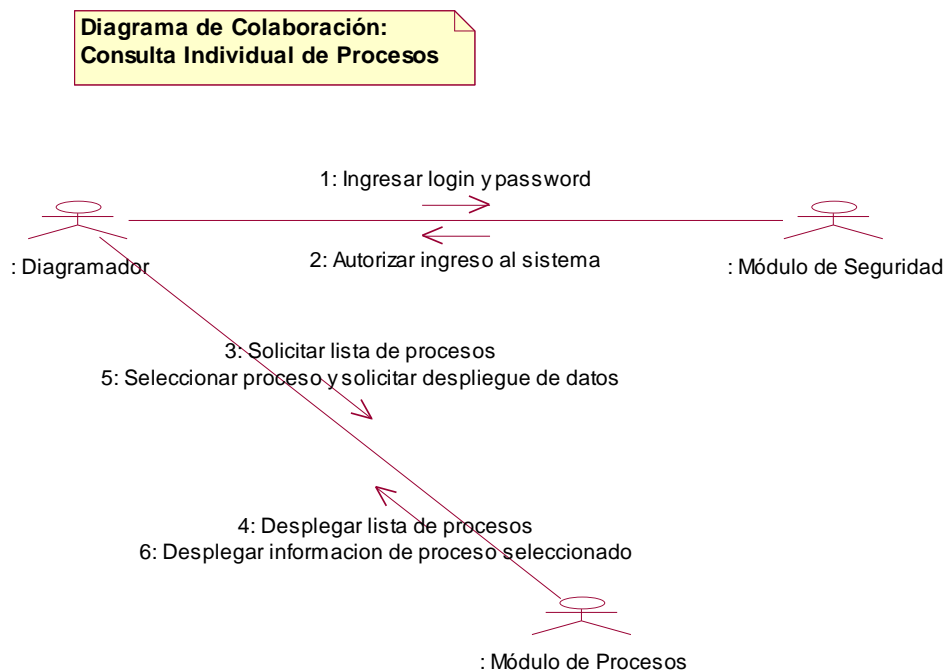 Diagrama de Colaboración:
Consulta Individual de Procesos
1: Ingresar login y password
2: Autorizar ingreso al sistema
: Diagramador
: Módulo de Seguridad
3: Solicitar lista de procesos
5: Seleccionar proceso y solicitar despliegue de datos
4: Desplegar lista de procesos
6: Desplegar informacion de proceso seleccionado
: Módulo de Procesos